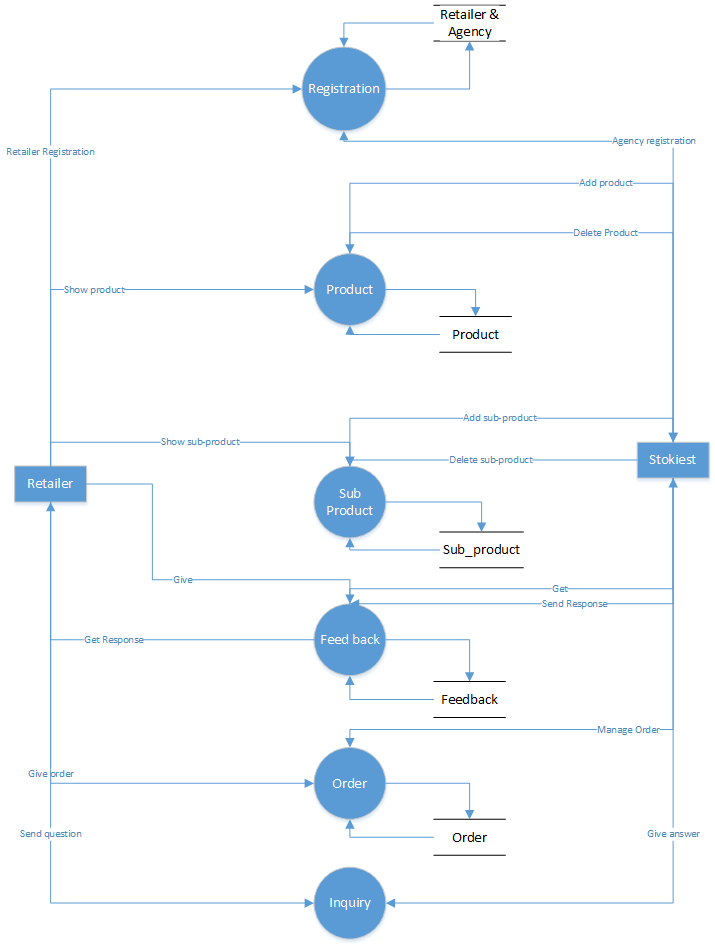 Retailer &
Agency
Registration
Agency registration
Retailer Registration
Add product
Delete Product
Show product
Product
Product
Add sub-product
Show sub-product
Delete sub-product
Stokiest
Retailer
Sub
Product
Sub_product
Give
Get
Send Response
Get Response
Feed back
Feedback
Manage Order
Give order
Order
Order
Send question
Give answer
Inquiry